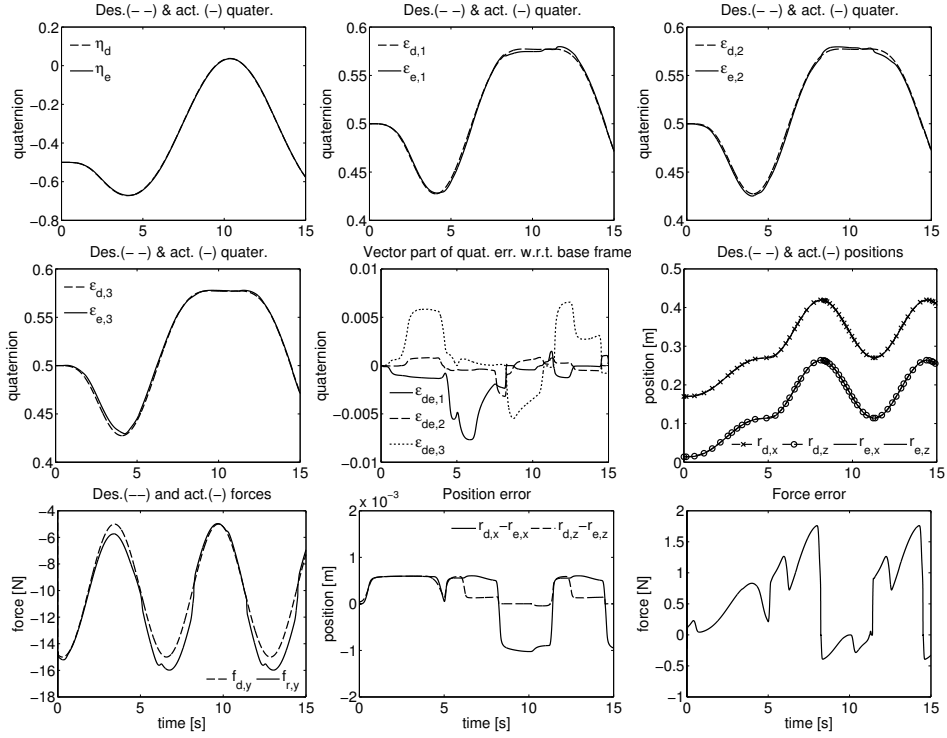 Des.(− −) & act. (−) quater.
Des.(− −) & act. (−) quater.
Des.(− −) & act. (−) quater.
0.2
0
−0.2
−0.4
−0.6
−0.8
quaternion
η_d
η_e
0 5 10 15
0.6
0.55
0.5
0.45
0.4
quaternion
ε_d,1
ε_e,1
0 5 10 15
0.6
0.55
0.5
0.45
0.4
quaternion
ε_d,2
ε_e,2
0 5 10 15
Des.(− −) & act. (−) quater.
Vector part of quat. err. w.r.t. base frame
Des.(− −) & act.(−) positions
0.6
0.55
0.5
0.45
0.4
quaternion
ε_d,3
ε_e,3
0 5 10 15
0.01
0.005
0
−0.005
−0.01
quaternion
ε_de,1
ε_de,2
ε_de,3
0 5 10 15
0.5
0.4
0.3
0.2
0.1
0
position [m]
r_d,x r_d,z r_e,x r_e,z
0 5 10 15
Des.(−−) and act.(−) forces
Position error
Force error
−4
−6
−8
−10
−12
−14
−16
−18
force [N]
f_d,y f_r,y
0 5 10 15
time [s]
x 10^−3
2
1
0
−1
−2
position [m]
r_d,x−r_e,x r_d,z−r_e,z
0 5 10 15
time [s]
2
1.5
1
0.5
0
−0.5
−1
force [N]
0 5 10 15
time [s]